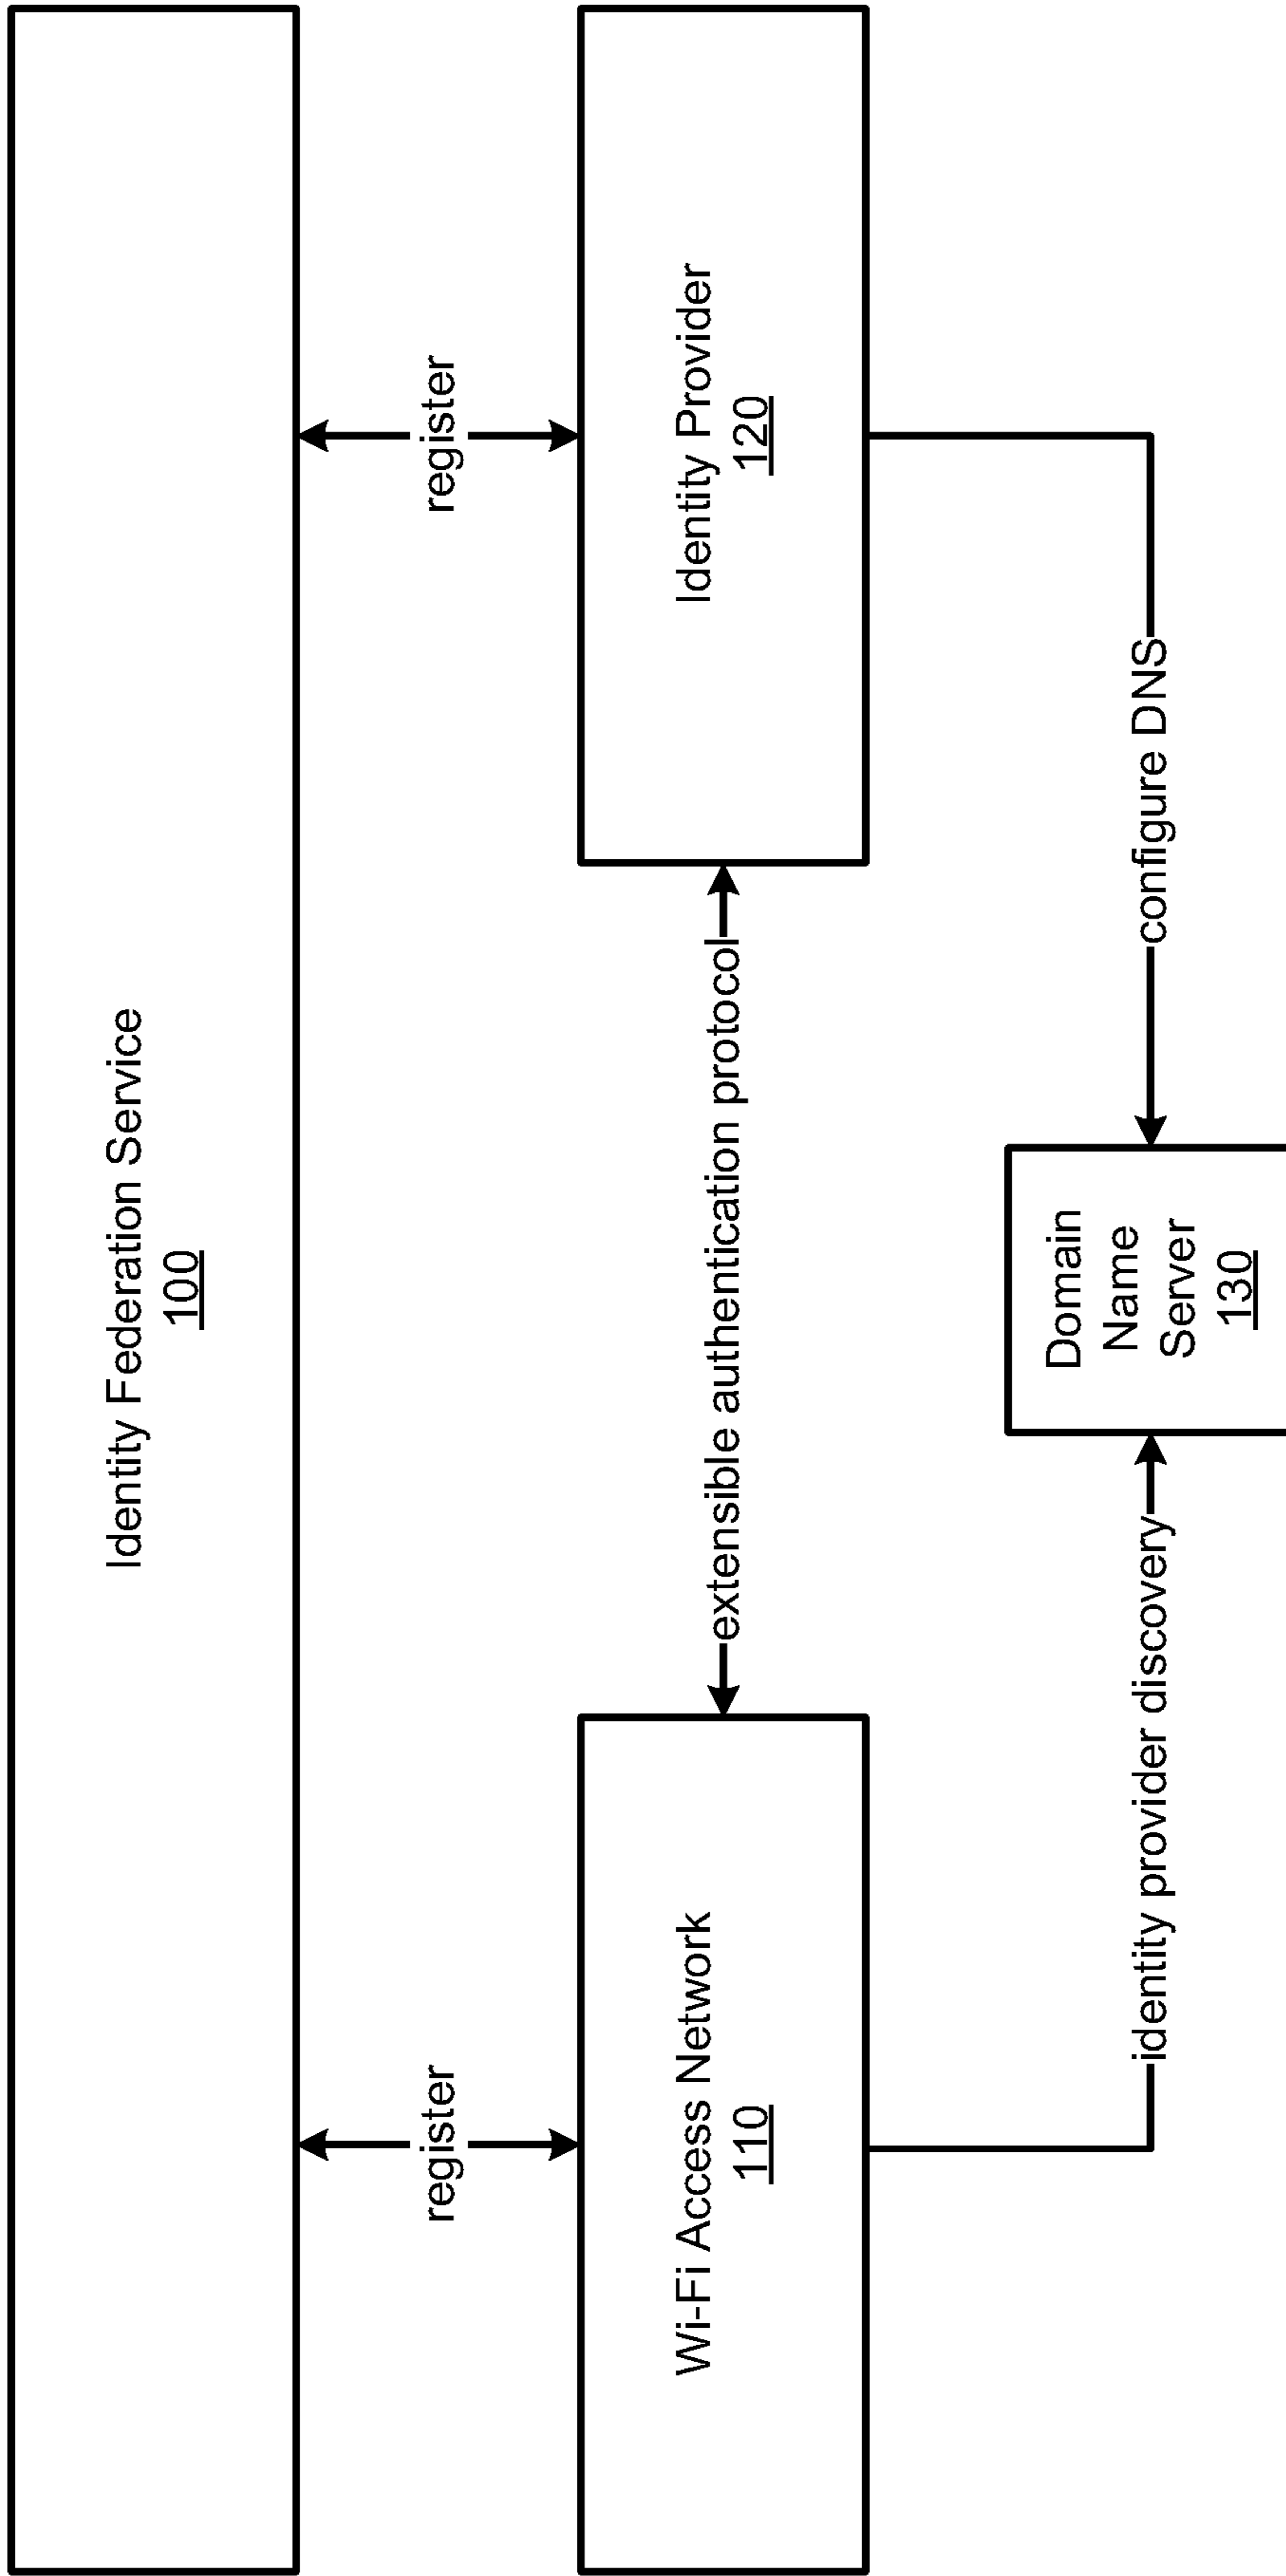 Identity Federation Service
100
register
register
Wi-Fi Access Network
110
extensible authentication protocol
Identity Provider
120
identity provider discovery
configure DNS
Domain
Name
Server
130